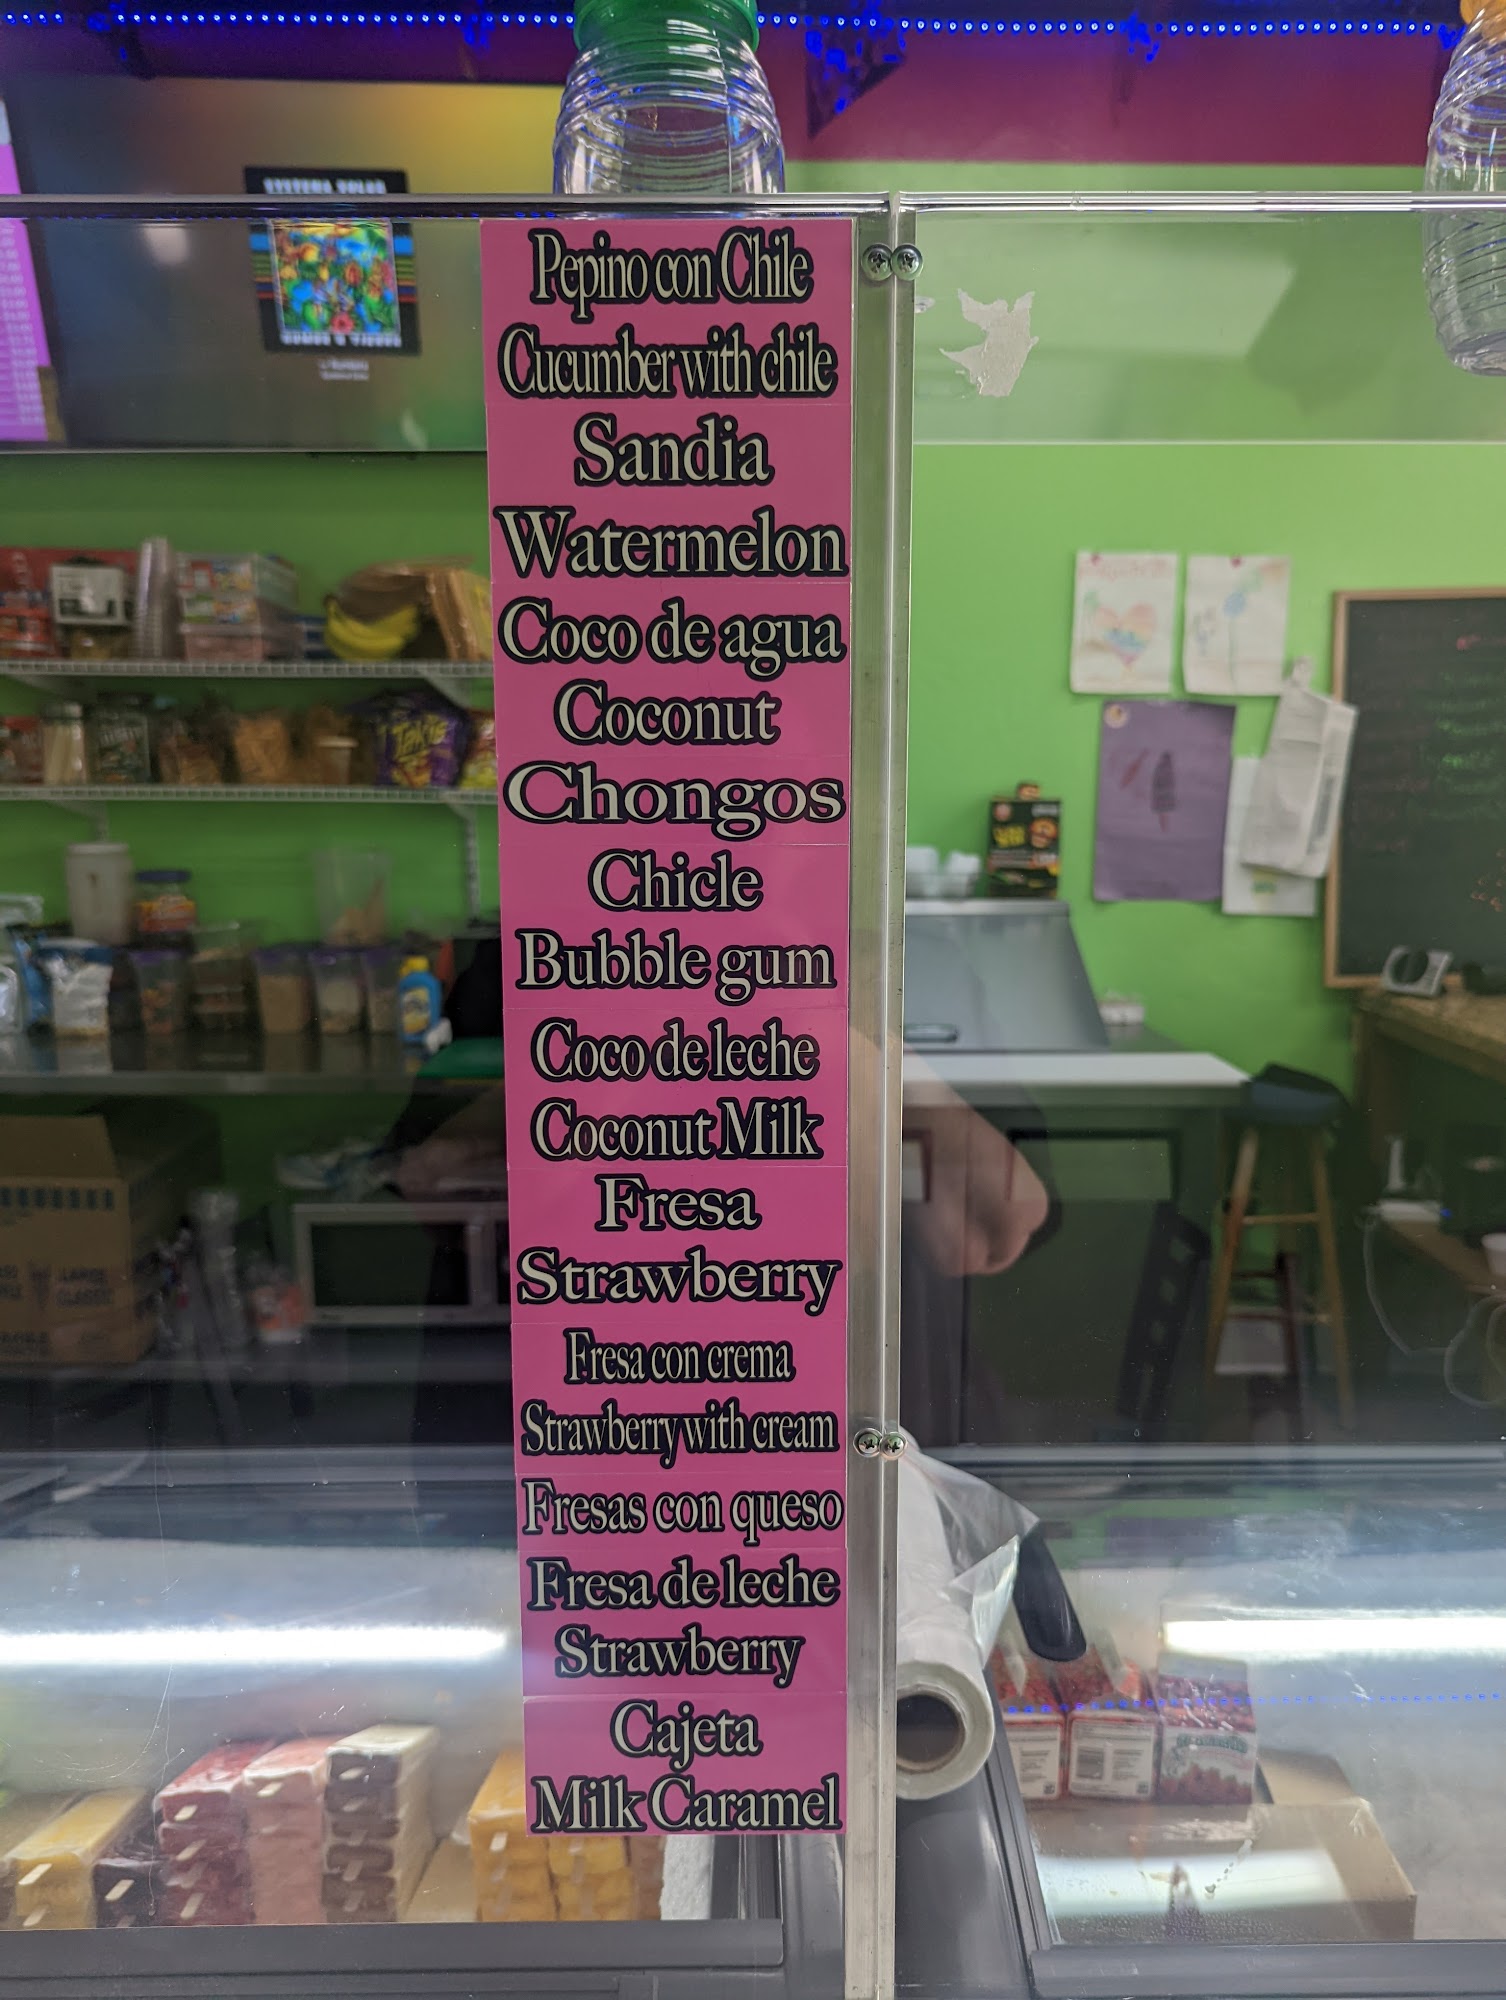 Pepino con Chile
Cucumber with chile
Sandia
Watermelon
Coco de agua
Coconut
Chongos
Chicle
Bubble gum
Coco de leche
Coconut Milk
Fresa
Strawberry
Fresa con crema
Strawberry with cream
Fresas con queso
Fresa de leche
Strawberry
Cajeta
Milk Caramel
Takis